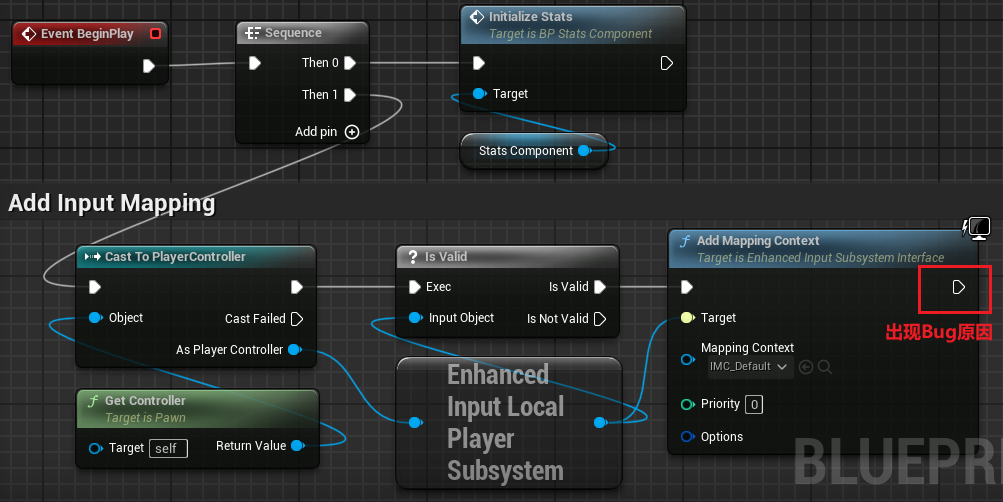 Event BeginPlay
Sequence
Then 0
Then 1
Add pin
Initialize Stats
Target is BP Stats Component
Target
Stats Component
Add Input Mapping
Cast To PlayerController
Object
Cast Failed
As Player Controller
Get Controller
Target is Pawn
Target
self
Return Value
Is Valid
Exec
Is Valid
Input Object
Is Not Valid
Enhanced
Input Local
Player
Subsystem
Add Mapping Context
Target is Enhanced Input Subsystem Interface
Target
Mapping Context
IMC_Default
Priority
0
Options
出现Bug原因
BLUEPRI